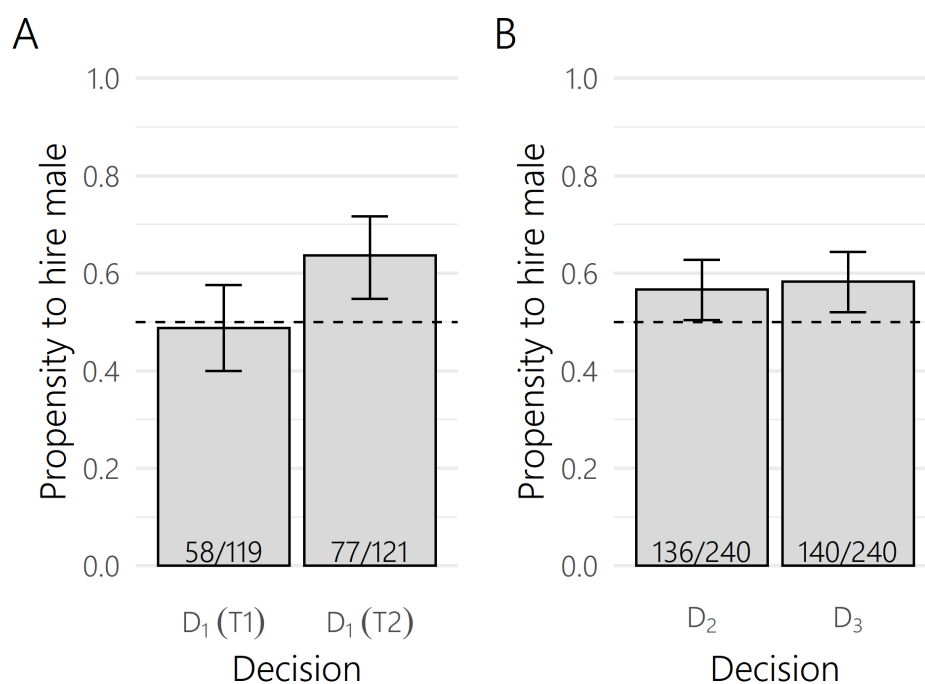 A
Propensity to hire male
1.0
0.8
0.6
0.4
0.2
0.0
58/119 77/121
D₁ (T1) D₁ (T2)
Decision
B
Propensity to hire male
1.0
0.8
0.6
0.4
0.2
0.0
136/240 140/240
D₂ D₃
Decision